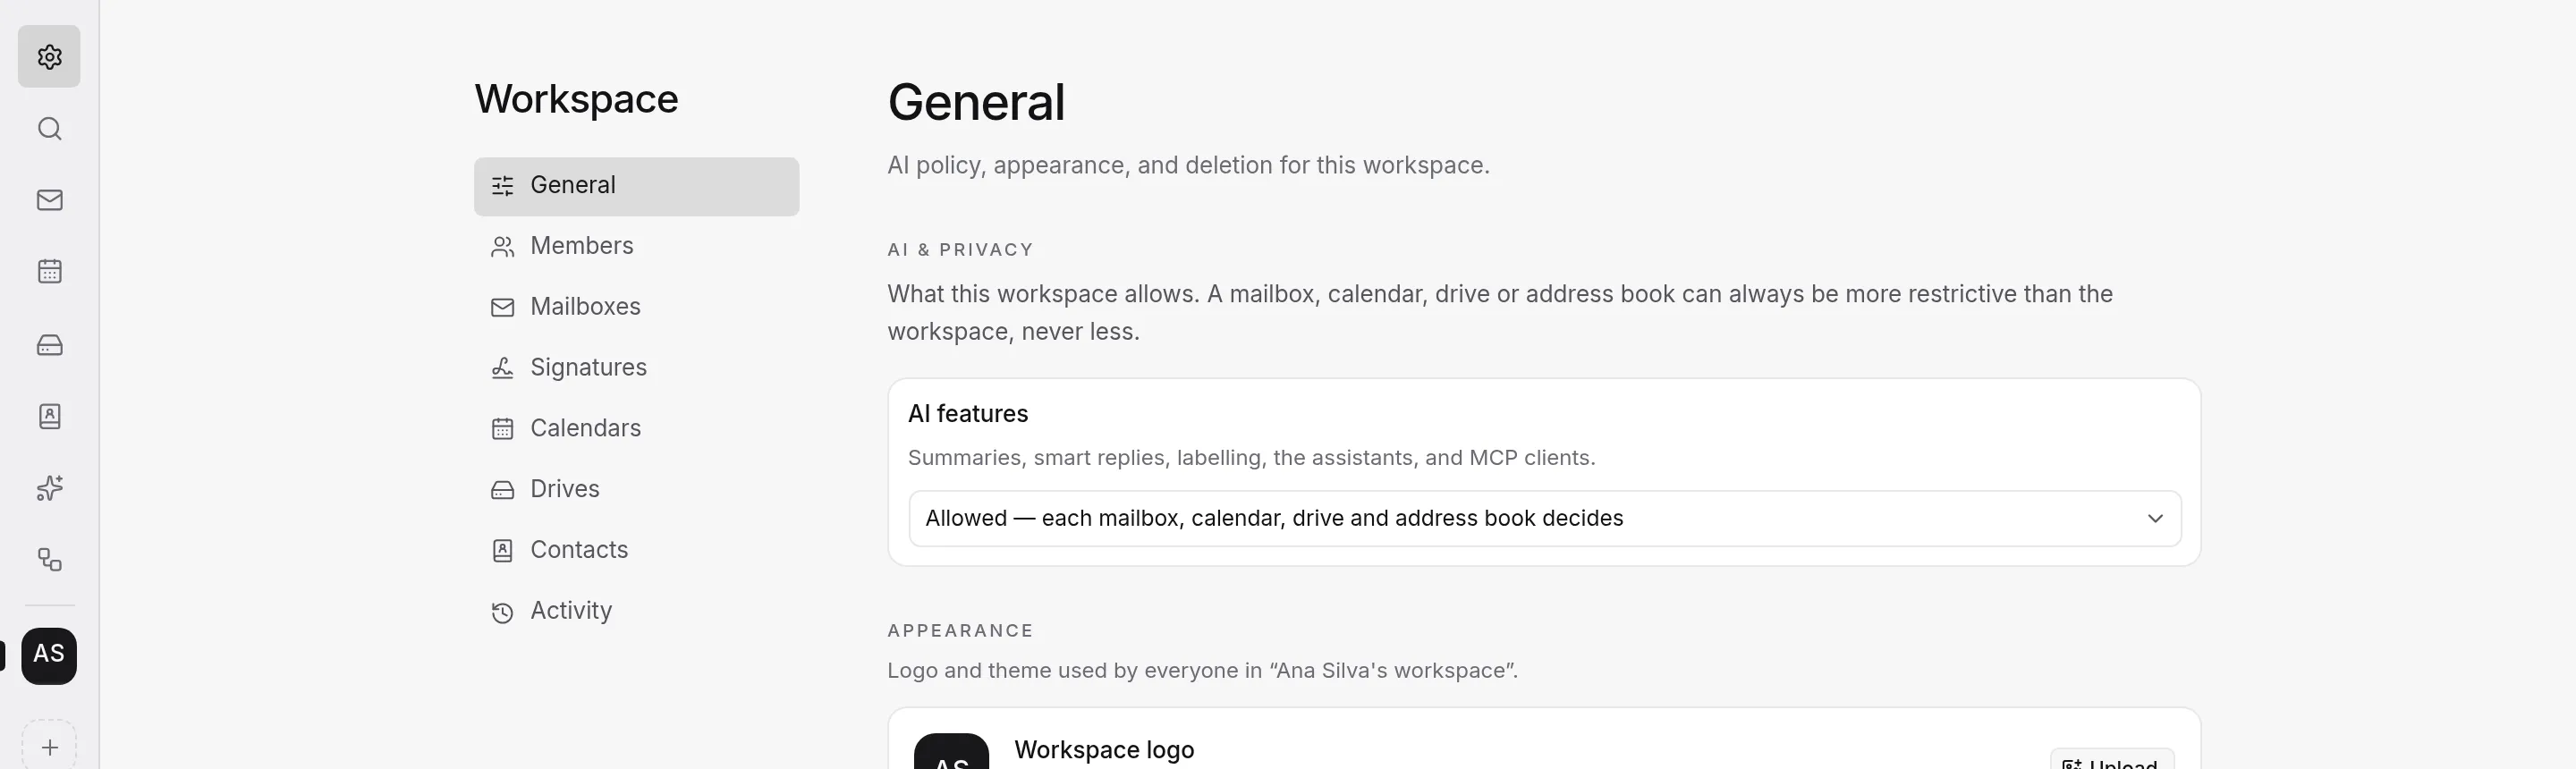 Workspace
General
Members
Mailboxes
Signatures
Calendars
Drives
Contacts
Activity
AS
General
AI policy, appearance, and deletion for this workspace.
AI & PRIVACY
What this workspace allows. A mailbox, calendar, drive or address book can always be more restrictive than the
workspace, never less.
AI features
Summaries, smart replies, labelling, the assistants, and MCP clients.
Allowed — each mailbox, calendar, drive and address book decides
APPEARANCE
Logo and theme used by everyone in “Ana Silva's workspace”.
AS
Workspace logo
Upload